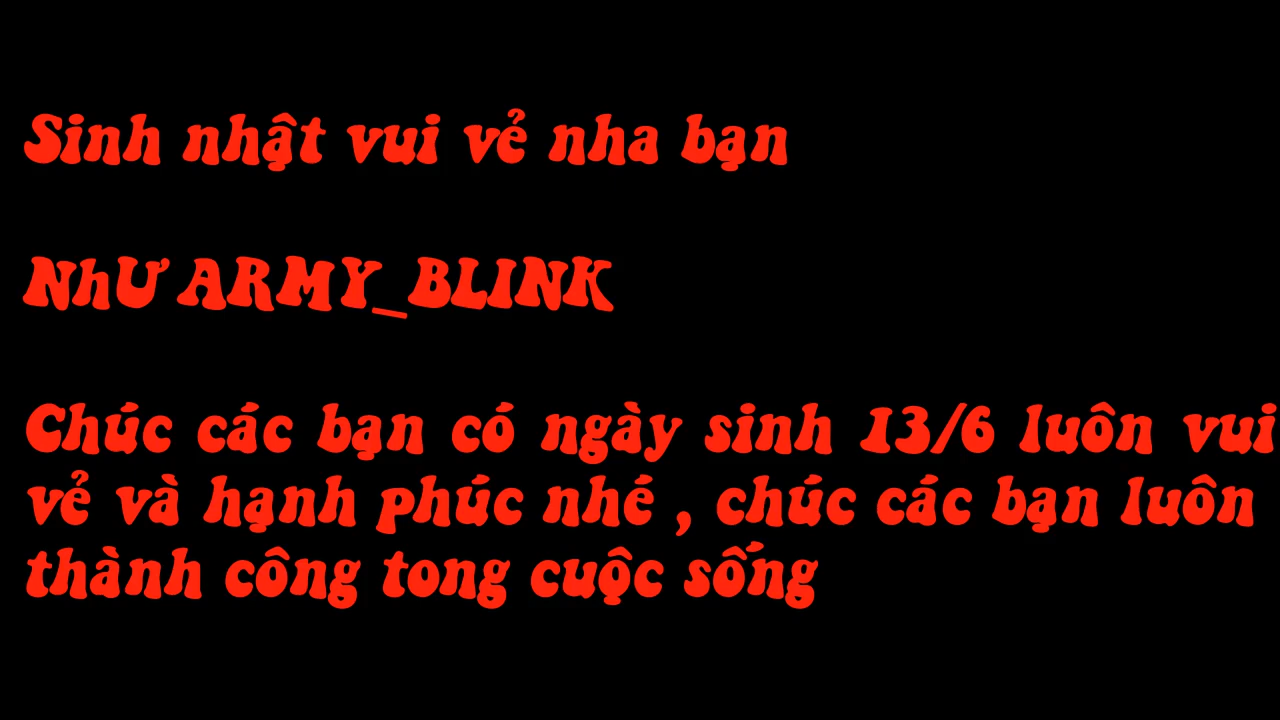 Sinh nhật vui vẻ nha bạn
NhƯ ARMY_BLINK
Chúc các bạn có ngày sinh 13/6 luôn vui
vẻ và hạnh phúc nhé , chúc các bạn luôn
thành công tong cuộc sống